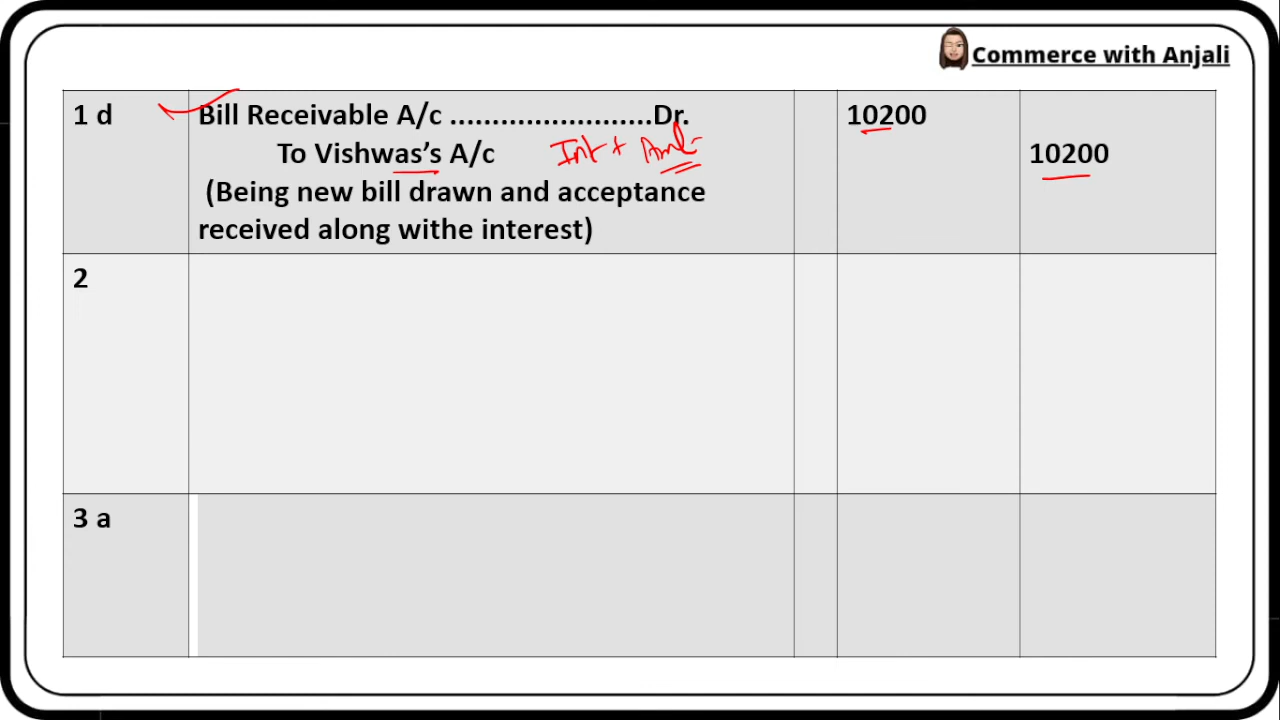 Commerce with Anjali
1 d
Bill Receivable A/c ........................Dr.
10200
To Vishwas's A/c
Int + Amt
10200
(Being new bill drawn and acceptance
received along withe interest)
2
3 a